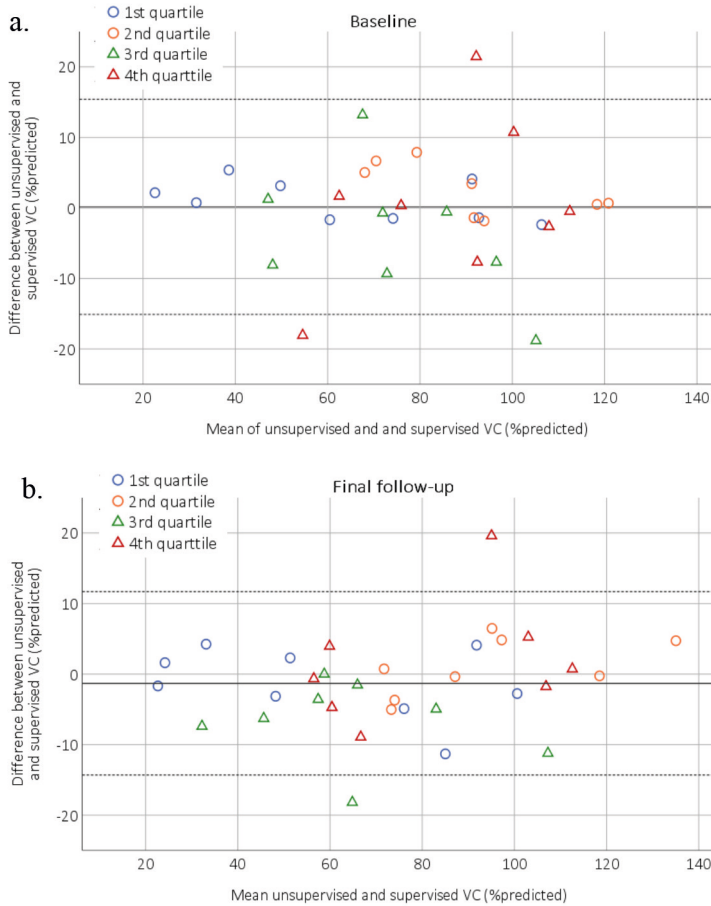 a.
1st quartile
2nd quartile
3rd quartile
4th quarttile
Baseline
Difference between unsupervised and
supervised VC (%predicted)
20
10
0
-10
-20
20 40 60 80 100 120 140
Mean of unsupervised and and supervised VC (%predicted)
b.
1st quartile
2nd quartile
3rd quartile
4th quarttile
Final follow-up
Difference between unsupervised
and supervised VC (%predicted)
20
10
0
-10
-20
20 40 60 80 100 120 140
Mean unsupervised and supervised VC (%predicted)